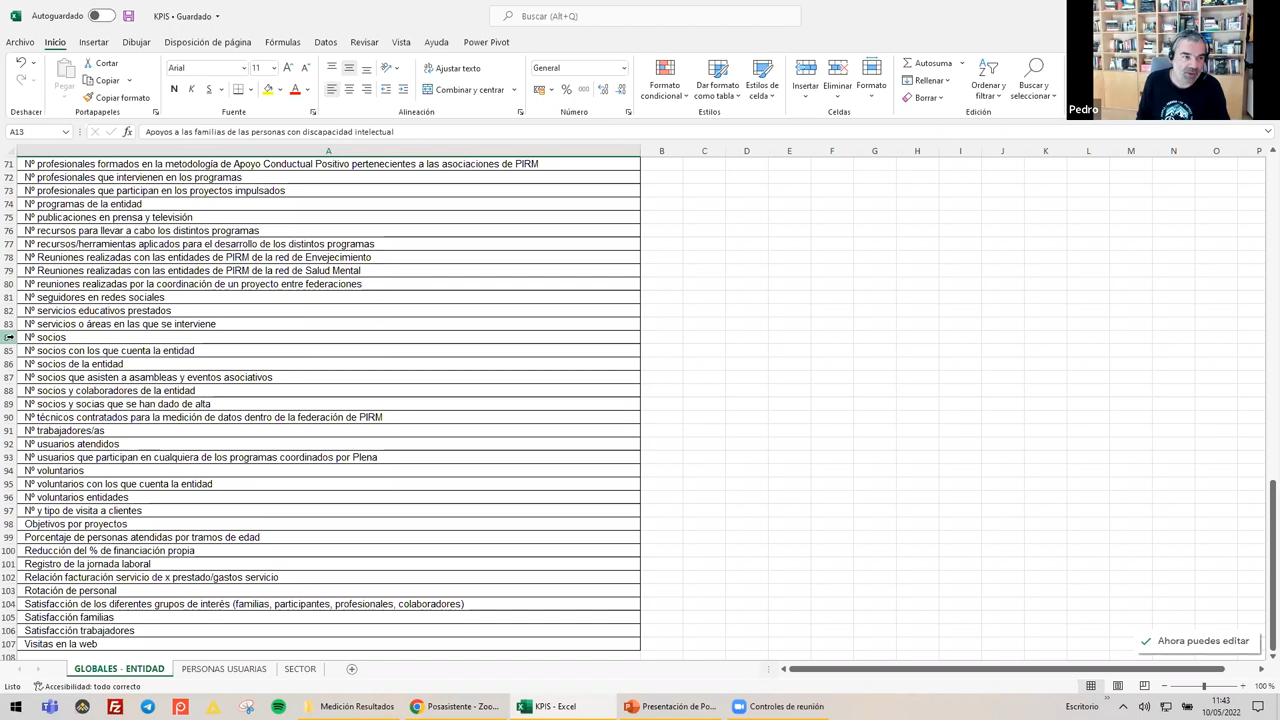 Autoguardado
KPIS • Guardado
Buscar (Alt+Q)
Archivo Inicio Insertar Dibujar Disposición de página Fórmulas Datos Revisar Vista Ayuda Power Pivot
Pegar
Cortar
Copiar
Copiar formato
Arial 11
N K S
Ajustar texto
Combinar y centrar
General
Formato condicional
Dar formato como tabla
Estilos de celda
Insertar Eliminar Formato
Autosuma
Rellenar
Borrar
Ordenar y filtrar
Buscar y seleccionar
Deshacer Portapapeles Fuente Alineación Número Estilos Celdas Edición
Pedro
A13 fx Apoyos a las familias de las personas con discapacidad intelectual
A B C D E F G H I J K L M N O P
71 Nº profesionales formados en la metodología de Apoyo Conductual Positivo pertenecientes a las asociaciones de PIRM
72 Nº profesionales que intervienen en los programas
73 Nº profesionales que participan en los proyectos impulsados
74 Nº programas de la entidad
75 Nº publicaciones en prensa y televisión
76 Nº recursos para llevar a cabo los distintos programas
77 Nº recursos/herramientas aplicados para el desarrollo de los distintos programas
78 Nº Reuniones realizadas con las entidades de PIRM de la red de Envejecimiento
79 Nº Reuniones realizadas con las entidades de PIRM de la red de Salud Mental
80 Nº reuniones realizadas por la coordinación de un proyecto entre federaciones
81 Nº seguidores en redes sociales
82 Nº servicios educativos prestados
83 Nº servicios o áreas en las que se interviene
Nº socios
85 Nº socios con los que cuenta la entidad
86 Nº socios de la entidad
87 Nº socios que asisten a asambleas y eventos asociativos
88 Nº socios y colaboradores de la entidad
89 Nº socios y socias que se han dado de alta
90 Nº técnicos contratados para la medición de datos dentro de la federación de PIRM
91 Nº trabajadores/as
92 Nº usuarios atendidos
93 Nº usuarios que participan en cualquiera de los programas coordinados por Plena
94 Nº voluntarios
95 Nº voluntarios con los que cuenta la entidad
96 Nº voluntarios entidades
97 Nº y tipo de visita a clientes
98 Objetivos por proyectos
99 Porcentaje de personas atendidas por tramos de edad
100 Reducción del % de financiación propia
101 Registro de la jornada laboral
102 Relación facturación servicio de x prestado/gastos servicio
103 Rotación de personal
104 Satisfacción de los diferentes grupos de interés (familias, participantes, profesionales, colaboradores)
105 Satisfacción familias
106 Satisfacción trabajadores
107 Visitas en la web
108
Ahora puedes editar
GLOBALES - ENTIDAD PERSONAS USUARIAS SECTOR
Listo Accesibilidad: todo correcto 100 %
Medición Resultados
Posasistente - Zoo...
KPIS - Excel
Presentación de Po...
Controles de reunión
Escritorio
11:43
10/05/2022